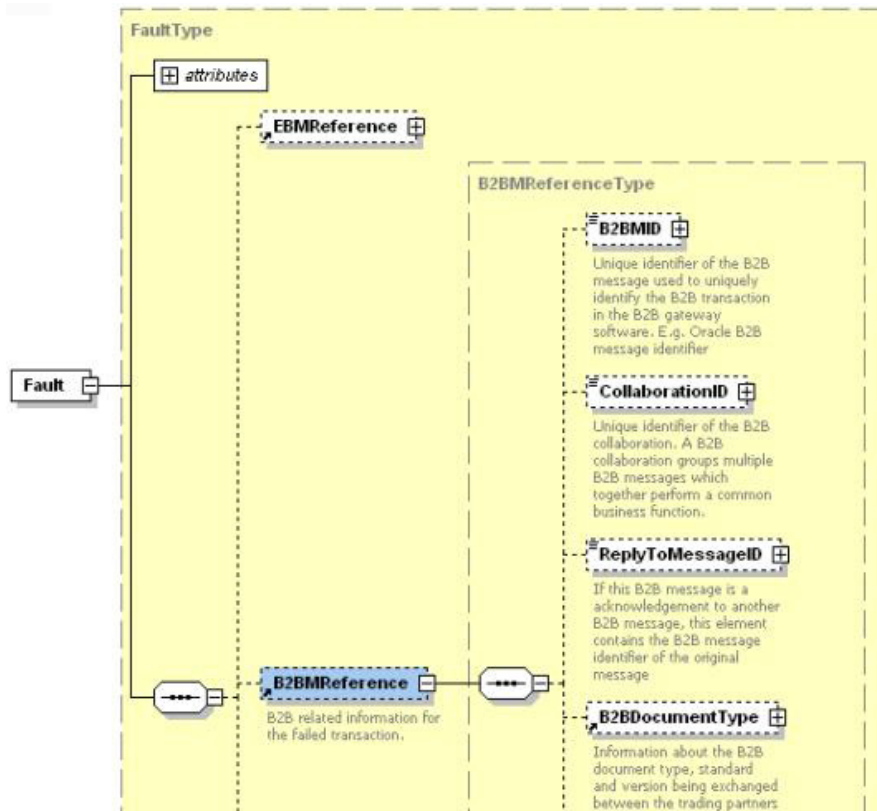 FaultType
attributes
EBMReference
B2BMReferenceType
B2BMID
Unique identifier of the B2B
message used to uniquely
identify the B2B transaction
in the B2B gateway
software. E.g. Oracle B2B
message identifier
Fault
CollaborationID
Unique identifier of the B2B
collaboration. A B2B
collaboration groups multiple
B2B messages which
together perform a common
business function.
ReplyToMessageID
If this B2B message is a
acknowledgement to another
B2B message, this element
contains the B2B message
identifier of the original
message
B2BMReference
B2B related information for
the failed transaction.
B2BDocumentType
Information about the B2B
document type, standard
and version being exchanged
between the trading partners